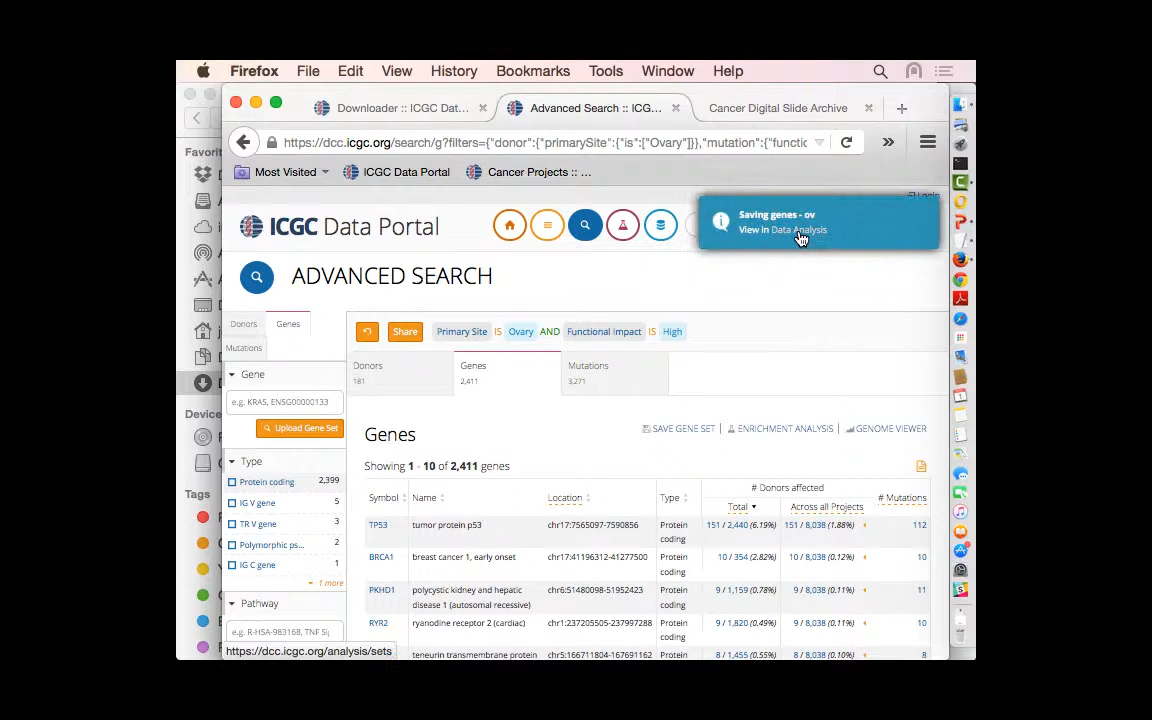 Firefox File Edit View History Bookmarks Tools Window Help
Downloader :: ICGC Dat... Advanced Search :: ICG... Cancer Digital Slide Archive
https://dcc.icgc.org/search/g?filters={"donor":{"primarySite":{"is":["Ovary"]}},"mutation":{"functic
Favorit
Most Visited ICGC Data Portal Cancer Projects :: ...
Login
ICGC Data Portal
Saving genes - ov
View in Data Analysis
ADVANCED SEARCH
Donors Genes
Mutations
Share Primary Site IS Ovary AND Functional Impact IS High
Donors Genes Mutations
181 2,411 3,271
Gene
e.g. KRAS, ENSG00000133
Upload Gene Set
Device
Genes
SAVE GENE SET ENRICHMENT ANALYSIS GENOME VIEWER
Showing 1 - 10 of 2,411 genes
Type
Protein coding 2,399
IG V gene 5
TR V gene 3
Polymorphic ps... 2
IG C gene 1
1 more
Tags
Pathway
e.g. R-HSA-983168, TNF Si
# Donors affected
Symbol Name Location Type Total Across all Projects # Mutations
TP53 tumor protein p53 chr17:7565097-7590856 Protein coding 151 / 2,440 (6.19%) 151 / 8,038 (1.88%) 112
BRCA1 breast cancer 1, early onset chr17:41196312-41277500 Protein coding 10 / 354 (2.82%) 10 / 8,038 (0.12%) 10
PKHD1 polycystic kidney and hepatic disease 1 (autosomal recessive) chr6:51480098-51952423 Protein coding 9 / 1,159 (0.78%) 9 / 8,038 (0.11%) 11
RYR2 ryanodine receptor 2 (cardiac) chr1:237205505-237997288 Protein coding 9 / 1,820 (0.49%) 9 / 8,038 (0.11%) 10
teneurin transmembrane protein chr5:166711804-167691162 Protein 8 / 1,455 (0.55%) 8 / 8,038 (0.10%) 8
https://dcc.icgc.org/analysis/sets